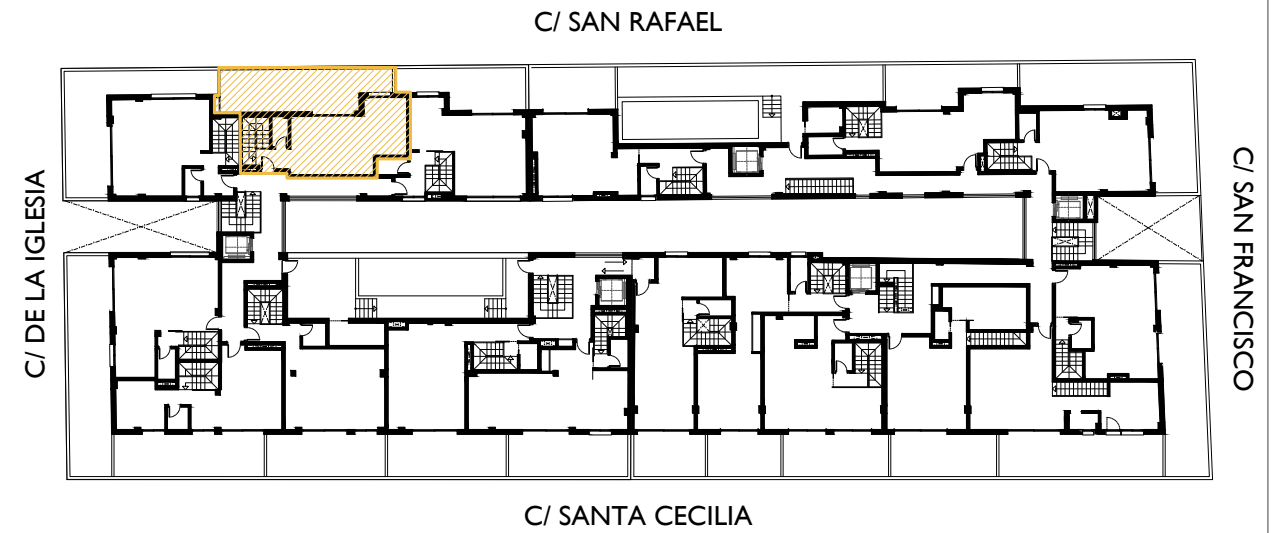 C/ SAN RAFAEL
C/ DE LA IGLESIA
C/ SAN FRANCISCO
C/ SANTA CECILIA